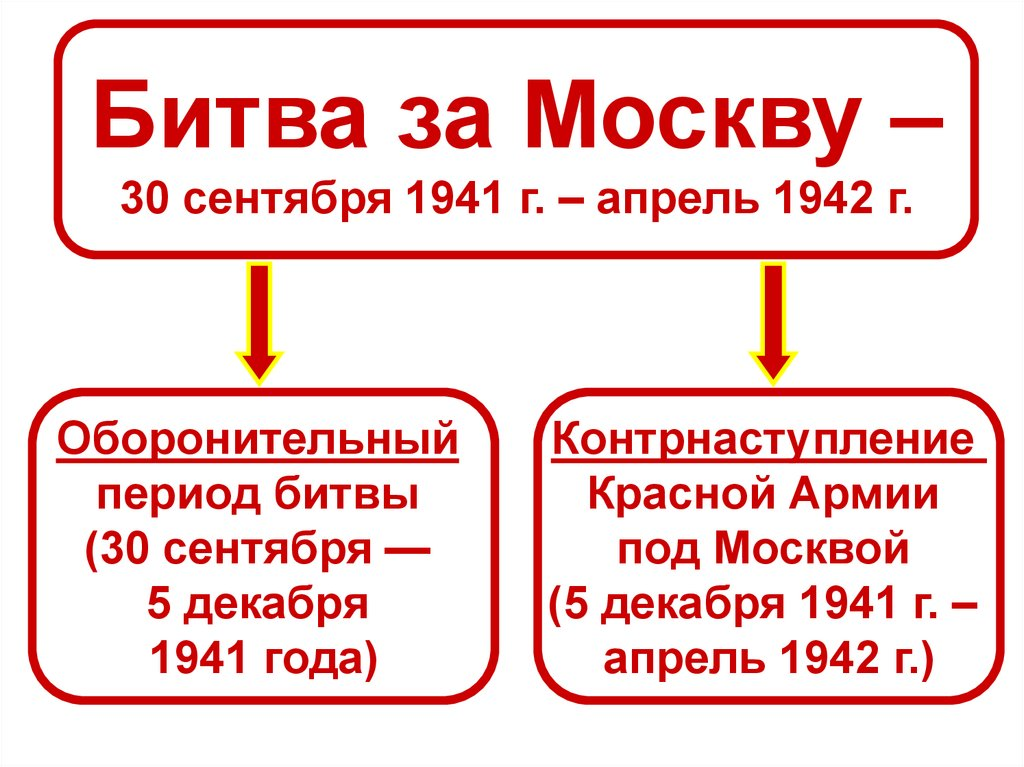 Битва за Москву –
30 сентября 1941 г. – апрель 1942 г.
Оборонительный
период битвы
(30 сентября —
5 декабря
1941 года)
Контрнаступление
Красной Армии
под Москвой
(5 декабря 1941 г. –
апрель 1942 г.)